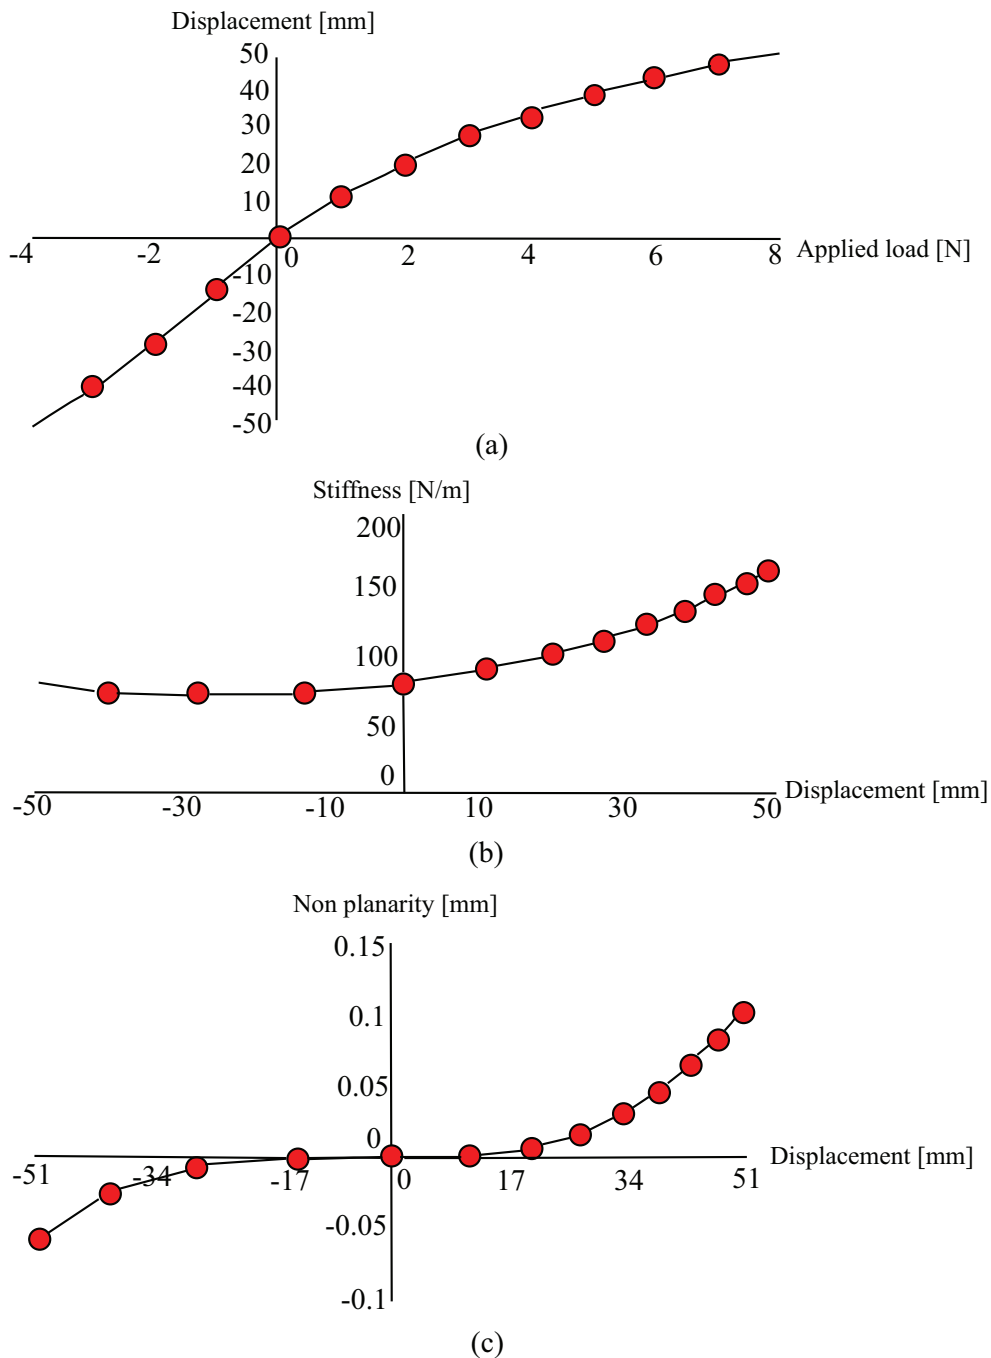 Displacement [mm]
50
40
30
20
10
-4 -2 0 2 4 6 8 Applied load [N]
-10
-20
-30
-40
-50
(a)
Stiffness [N/m]
200
150
100
50
0
-50 -30 -10 10 30 50 Displacement [mm]
(b)
Non planarity [mm]
0.15
0.1
0.05
0
-51 -34 -17 0 17 34 51 Displacement [mm]
-0.05
-0.1
(c)